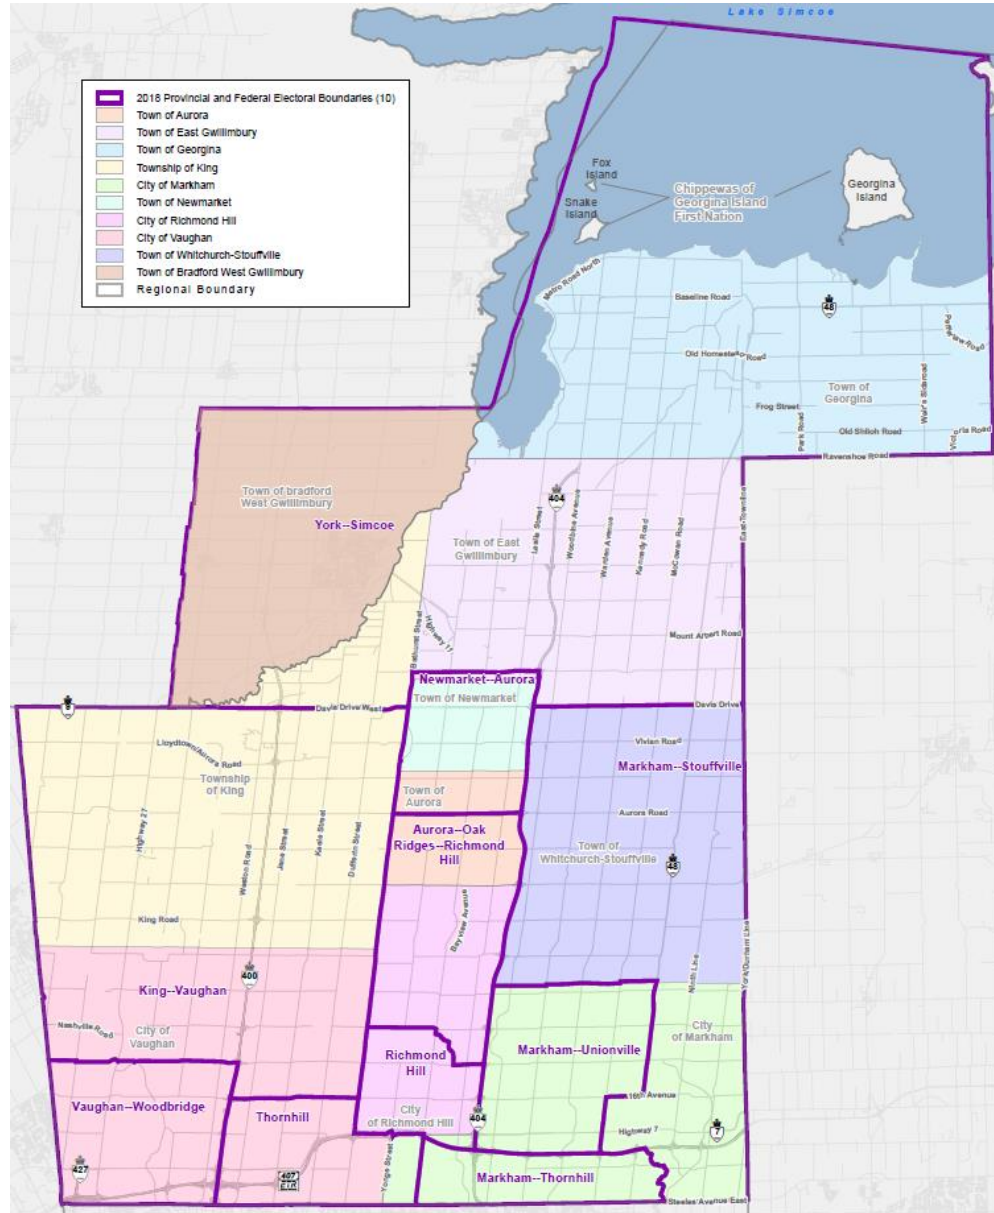 Lake Simcoe
2018 Provincial and Federal Electoral Boundaries (10)
Town of Aurora
Town of East Gwillimbury
Town of Georgina
Township of King
City of Markham
Town of Newmarket
City of Richmond Hill
City of Vaughan
Town of Whitchurch-Stouffville
Town of Bradford West Gwillimbury
Regional Boundary
Fox
Island
Snake
Island
Chippewas of
Georgina Island
First Nation
Georgina
Island
Metro Road North
Baseline Road
48
Pefferlaw Road
Old Homestead Road
Town of
Georgina
Frog Street
Park Road
Weir's Sideroad
Old Shiloh Road
Victoria Road
Ravenshoe Road
Town of bradford
West Gwillimbury
York--Simcoe
404
Town of East
Gwillimbury
Leslie Street
Woodbine Avenue
Warden Avenue
Kennedy Road
McCowan Road
East Townline
Bathurst Street
Highway 11
Mount Albert Road
Newmarket--Aurora
Town of Newmarket
Davis Drive West
Davis Drive
Lloydtown/Aurora Road
Township
of King
Vivian Road
Markham--Stouffville
Town of
Aurora
Aurora Road
Highway 27
Weston Road
Jane Street
Keele Street
Dufferin Street
Aurora--Oak
Ridges--Richmond
Hill
Town of
Whitchurch-Stouffville
48
Bayview Avenue
King Road
York/Durham Line
Ninth Line
400
King--Vaughan
Nashville Road
City of
Vaughan
City
of Markham
Richmond
Hill
Markham--Unionville
Vaughan--Woodbridge
Thornhill
City
of Richmond Hill
404
16th Avenue
Highway 7
7
Yonge Street
427
407
ETR
Markham--Thornhill
Steeles Avenue East